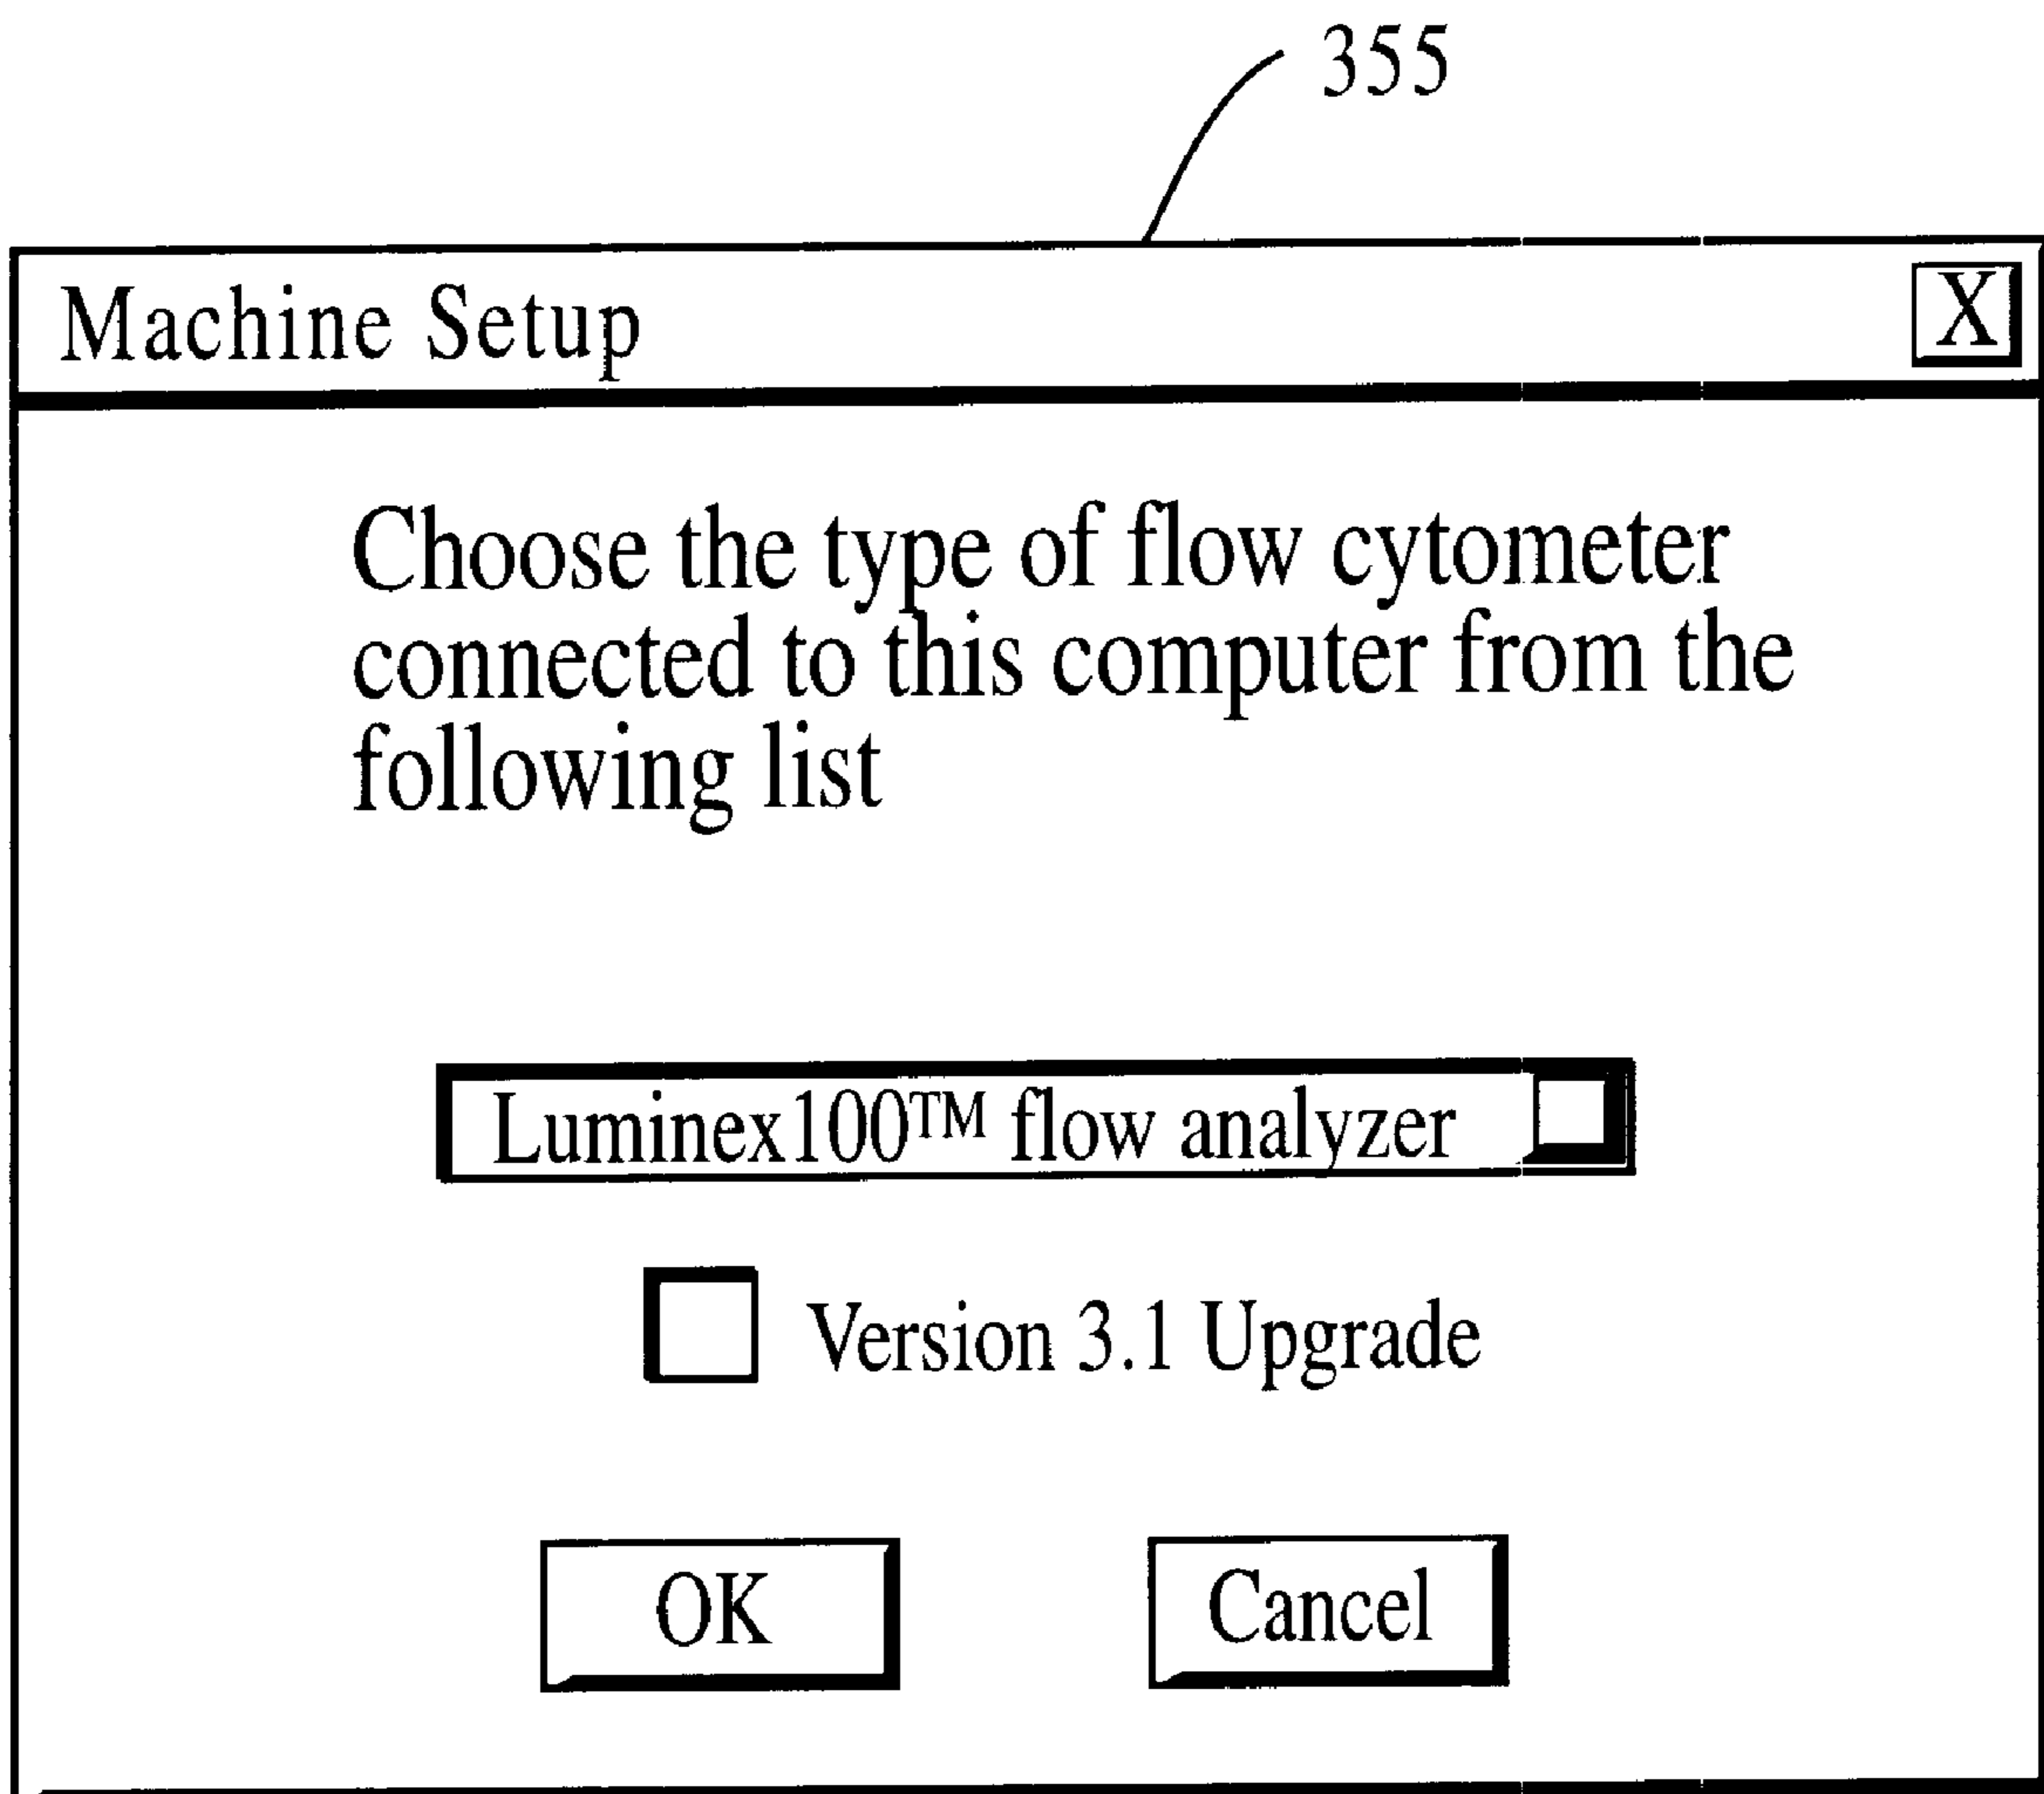 355
Machine Setup X
Choose the type of flow cytometer
connected to this computer from the
following list
Luminex100™ flow analyzer
Version 3.1 Upgrade
OK Cancel